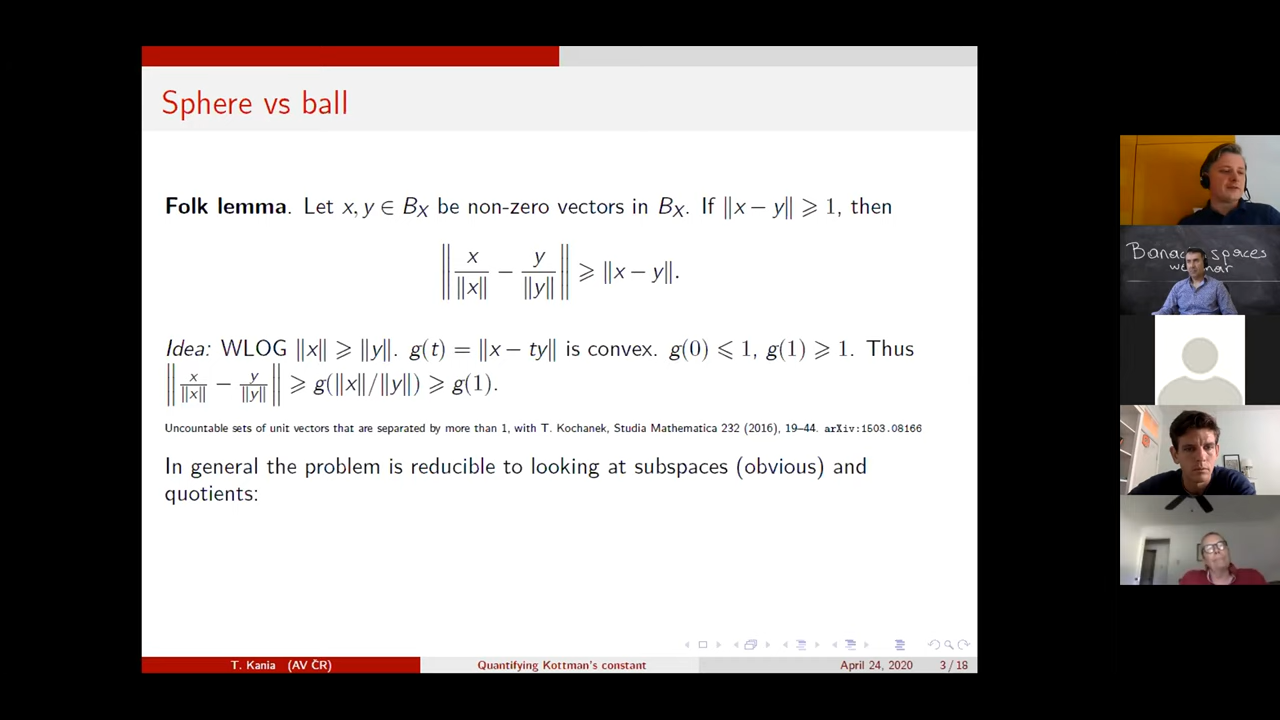 Sphere vs ball
Folk lemma. Let x, y ∈ B_X be non-zero vectors in B_X. If ‖x − y‖ ⩾ 1, then
‖ x/‖x‖ − y/‖y‖ ‖ ⩾ ‖x − y‖.
Idea: WLOG ‖x‖ ⩾ ‖y‖. g(t) = ‖x − ty‖ is convex. g(0) ⩽ 1, g(1) ⩾ 1. Thus
‖ x/‖x‖ − y/‖y‖ ‖ ⩾ g(‖x‖/‖y‖) ⩾ g(1).
Uncountable sets of unit vectors that are separated by more than 1, with T. Kochanek, Studia Mathematica 232 (2016), 19–44. arXiv:1503.08166
In general the problem is reducible to looking at subspaces (obvious) and
quotients:
T. Kania (AV ČR) Quantifying Kottman's constant April 24, 2020 3 / 18
Banac spaces
we nar